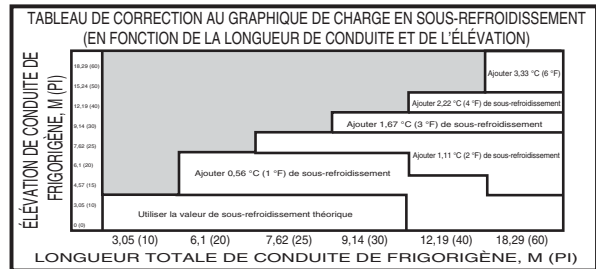 TABLEAU DE CORRECTION AU GRAPHIQUE DE CHARGE EN SOUS-REFROIDISSEMENT
(EN FONCTION DE LA LONGUEUR DE CONDUITE ET DE L'ÉLÉVATION)
ÉLÉVATION DE CONDUITE DE
FRIGORIGÈNE, M (PI)
18,29 (60)
15,24 (50)
12,19 (40)
9,14 (30)
7,62 (25)
6,1 (20)
4,57 (15)
3,05 (10)
0 (0)
Ajouter 3,33 °C (6 °F)
Ajouter 2,22 °C (4 °F) de sous-refroidissement
Ajouter 1,67 °C (3 °F) de sous-refroidissement
Ajouter 1,11 °C (2 °F) de sous-refroidissement
Ajouter 0,56 °C (1 °F) de sous-refroidissement
Utiliser la valeur de sous-refroidissement théorique
3,05 (10) 6,1 (20) 7,62 (25) 9,14 (30) 12,19 (40) 18,29 (60)
LONGUEUR TOTALE DE CONDUITE DE FRIGORIGÈNE, M (PI)